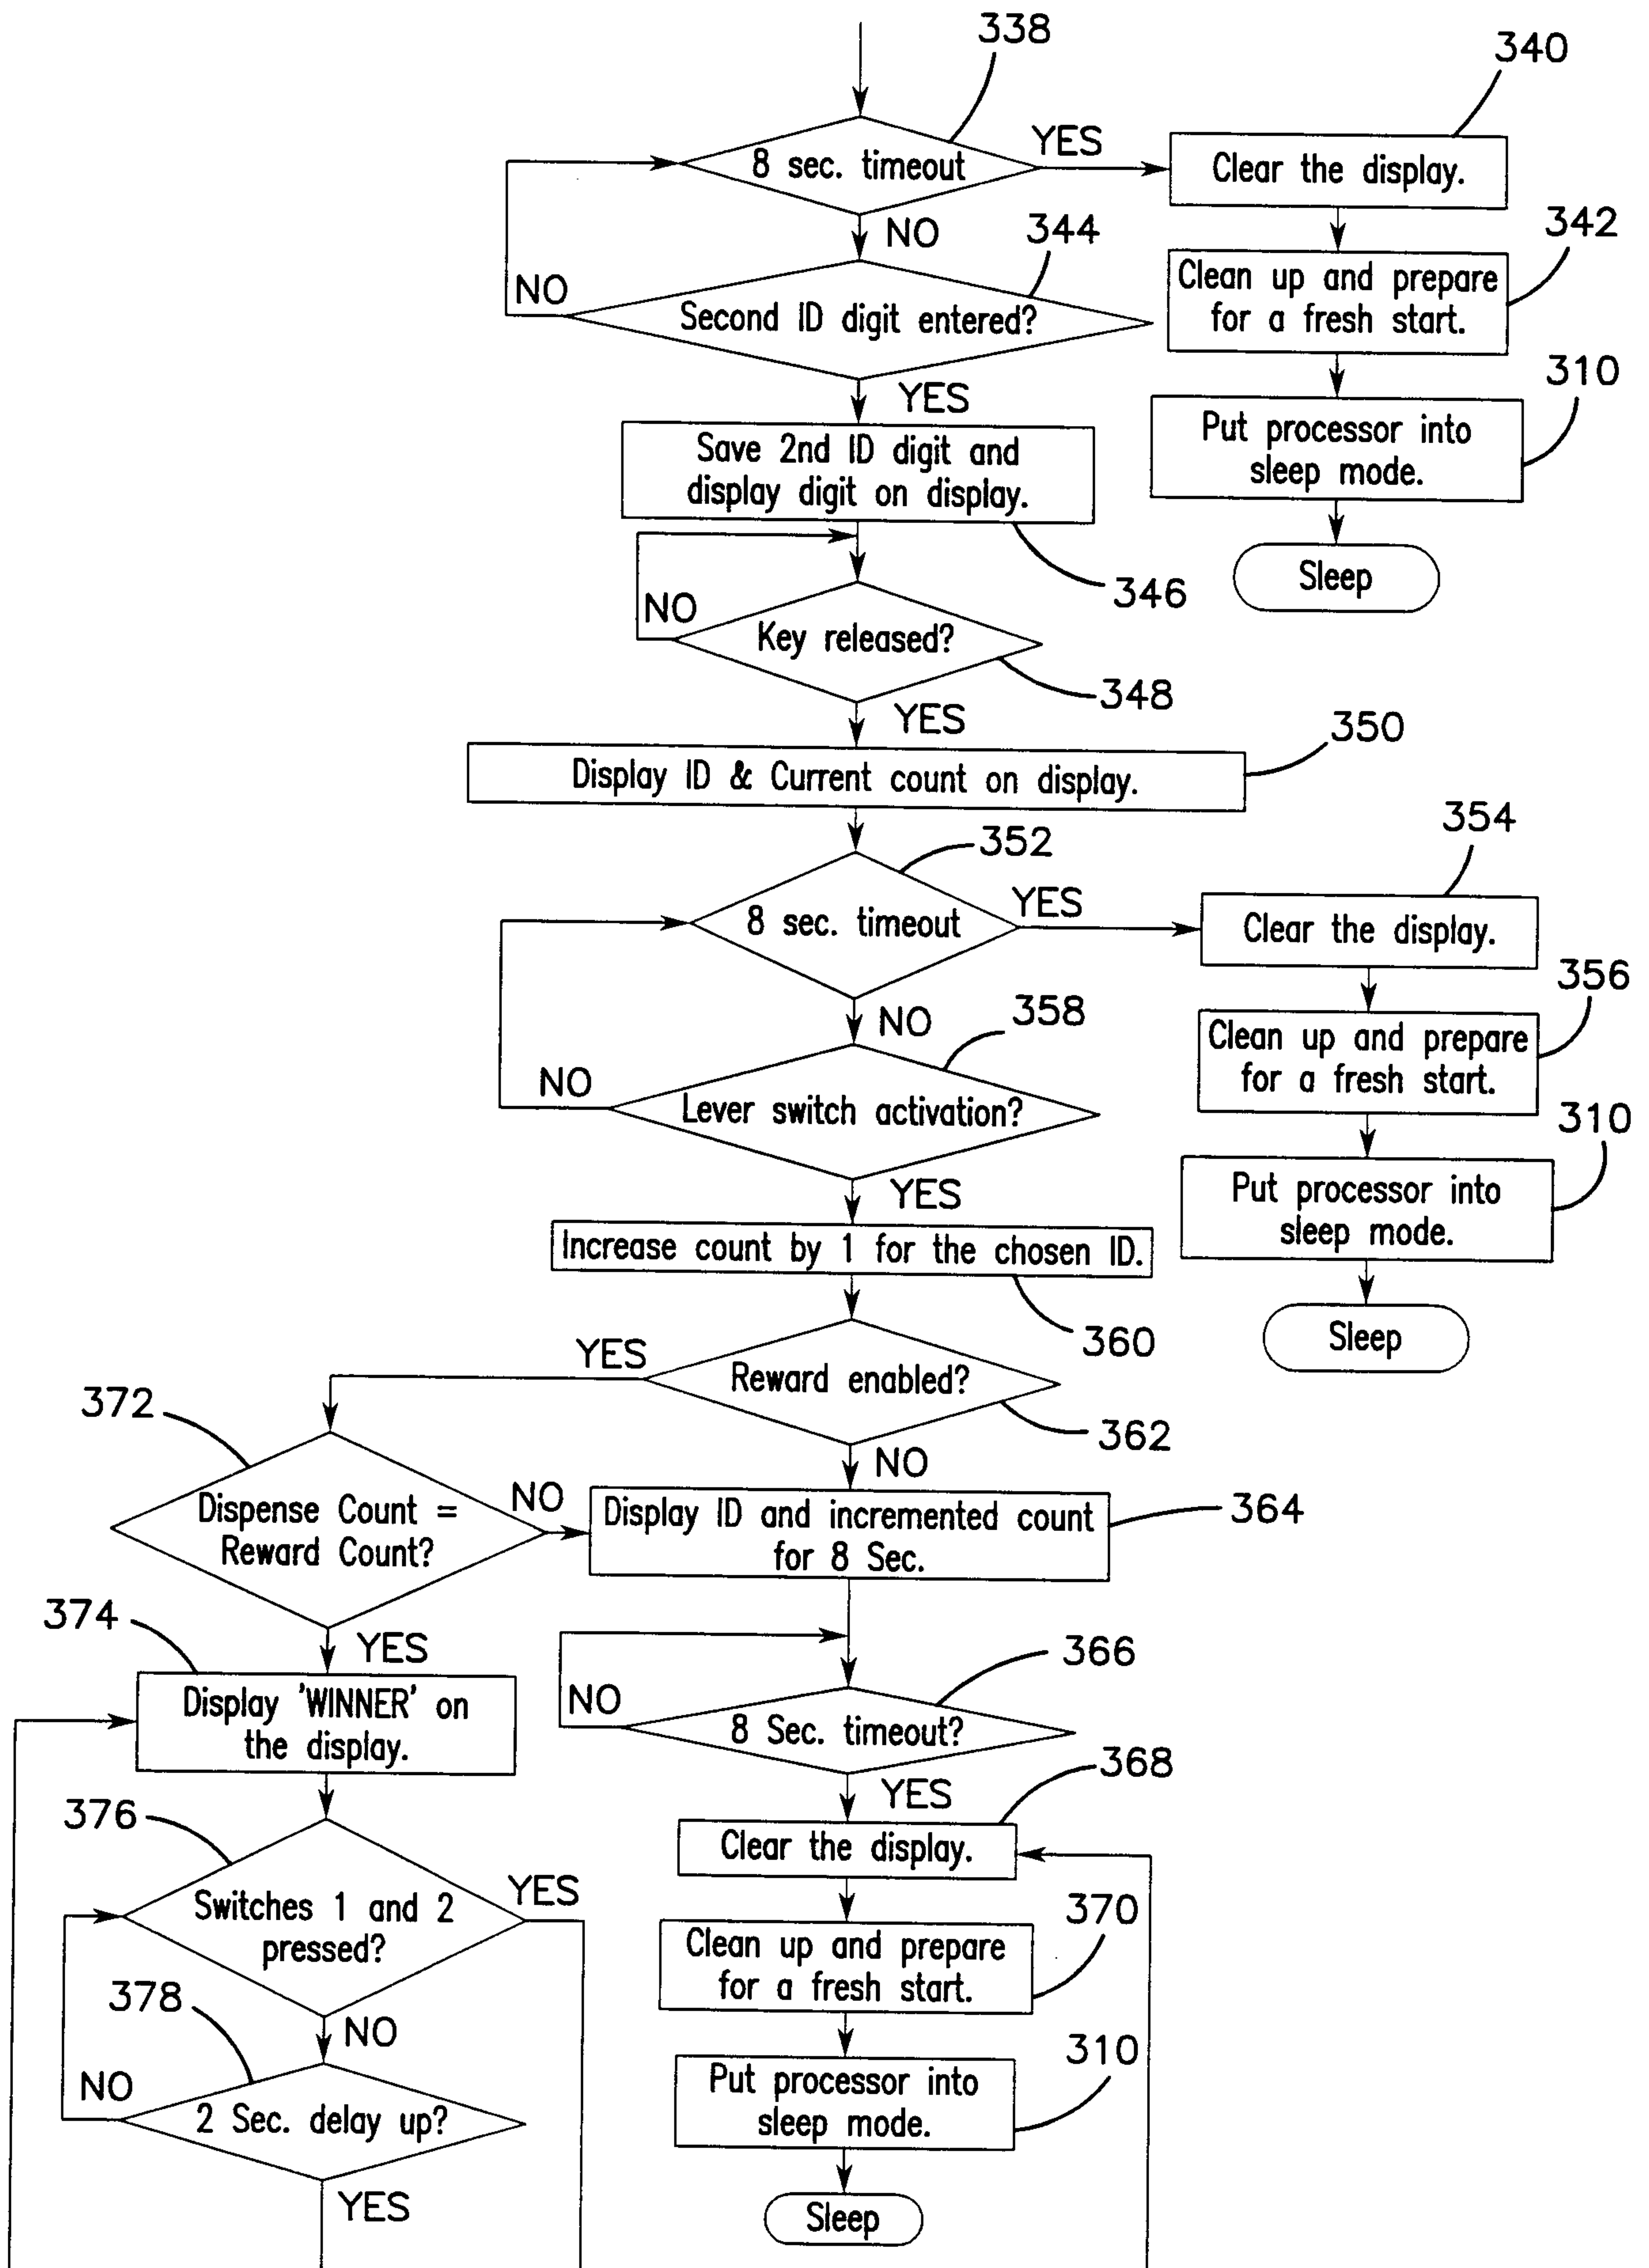 338
340
8 sec. timeout
YES
Clear the display.
NO
344
342
Clean up and prepare
for a fresh start.
NO
Second ID digit entered?
310
YES
Put processor into
sleep mode.
Save 2nd ID digit and
display digit on display.
Sleep
346
NO
Key released?
348
YES
350
Display ID & Current count on display.
354
352
8 sec. timeout
YES
Clear the display.
356
NO
358
Clean up and prepare
for a fresh start.
NO
Lever switch activation?
310
YES
Put processor into
sleep mode.
Increase count by 1 for the chosen ID.
360
Sleep
YES
Reward enabled?
372
362
NO
Dispense Count =
Reward Count?
NO
Display ID and incremented count
for 8 Sec.
364
374
YES
366
Display 'WINNER' on
the display.
NO
8 Sec. timeout?
368
376
YES
Clear the display.
Switches 1 and 2
pressed?
YES
370
Clean up and prepare
for a fresh start.
378
NO
310
NO
2 Sec. delay up?
Put processor into
sleep mode.
YES
Sleep